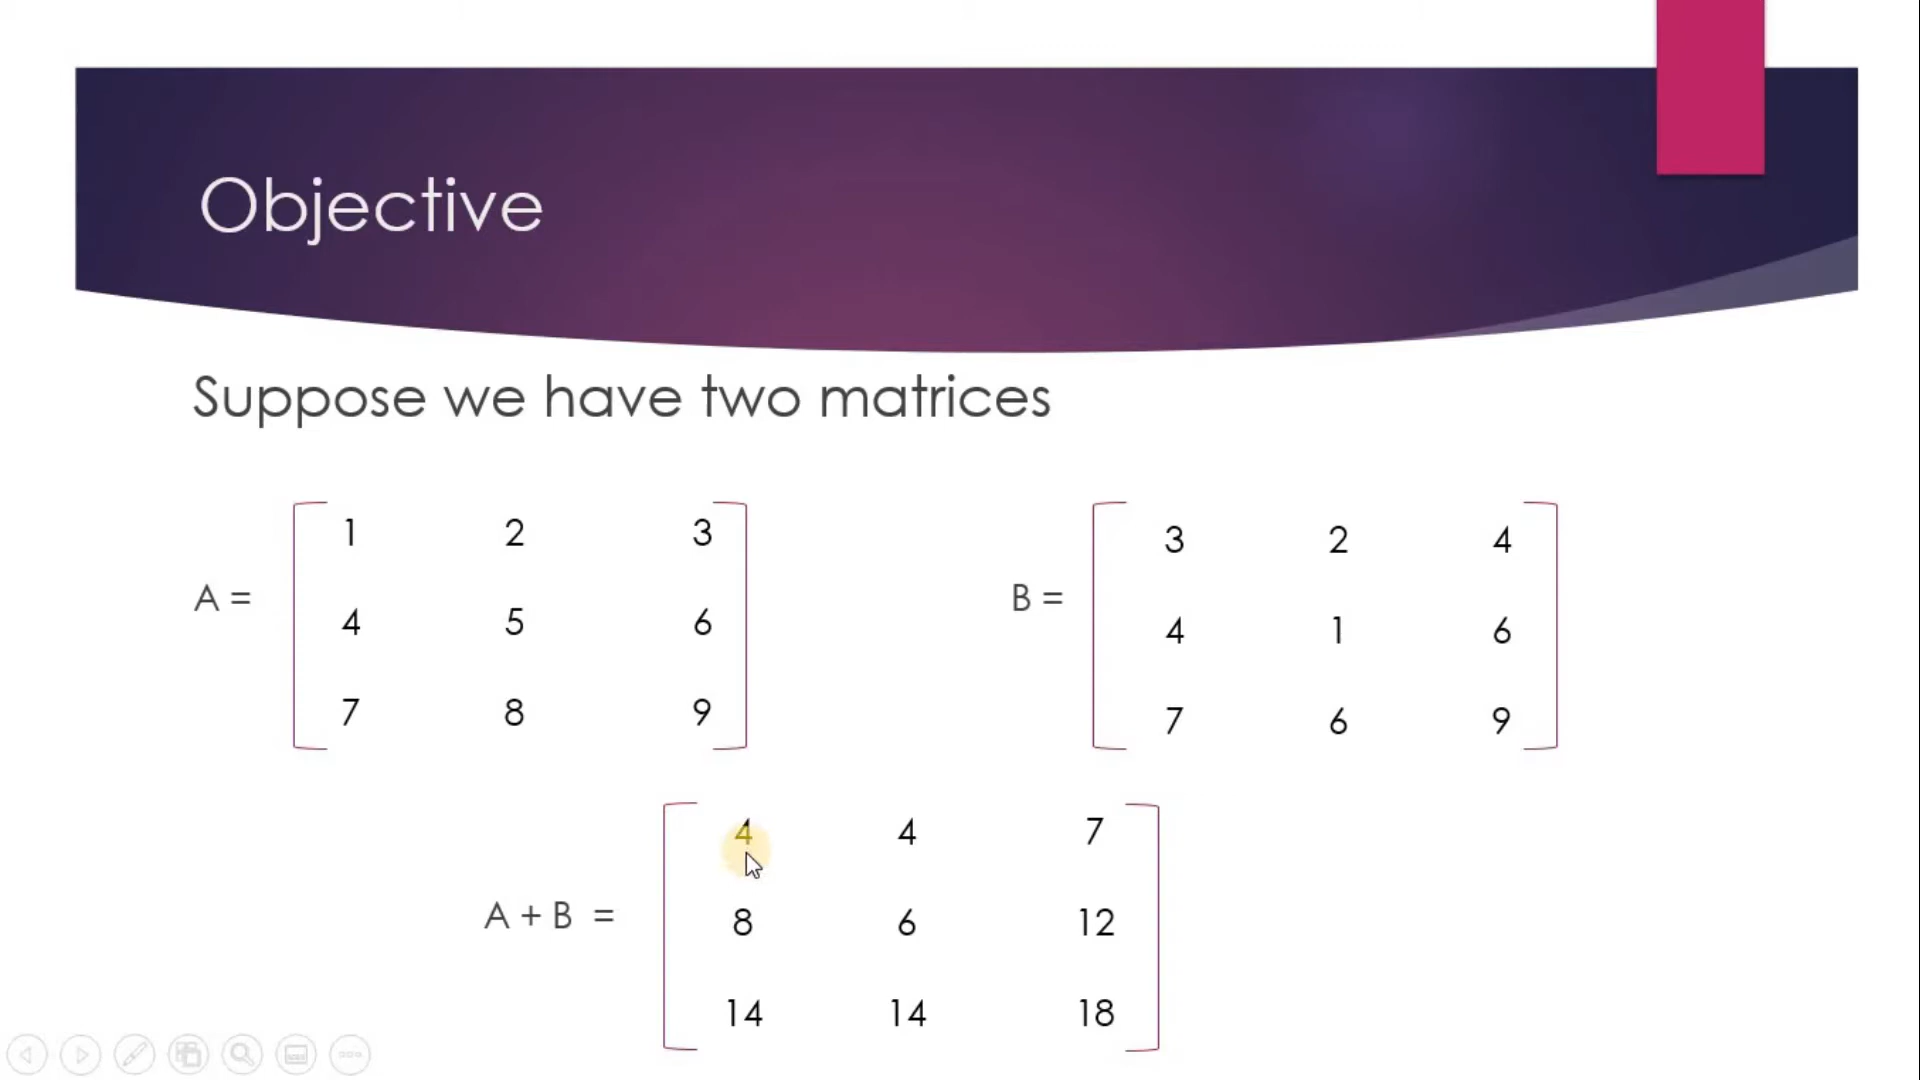 Objective
Suppose we have two matrices
1 2 3
3 2 4
A =
B =
4 5 6
4 1 6
7 8 9
7 6 9
4 4 7
A + B =
8 6 12
14 14 18